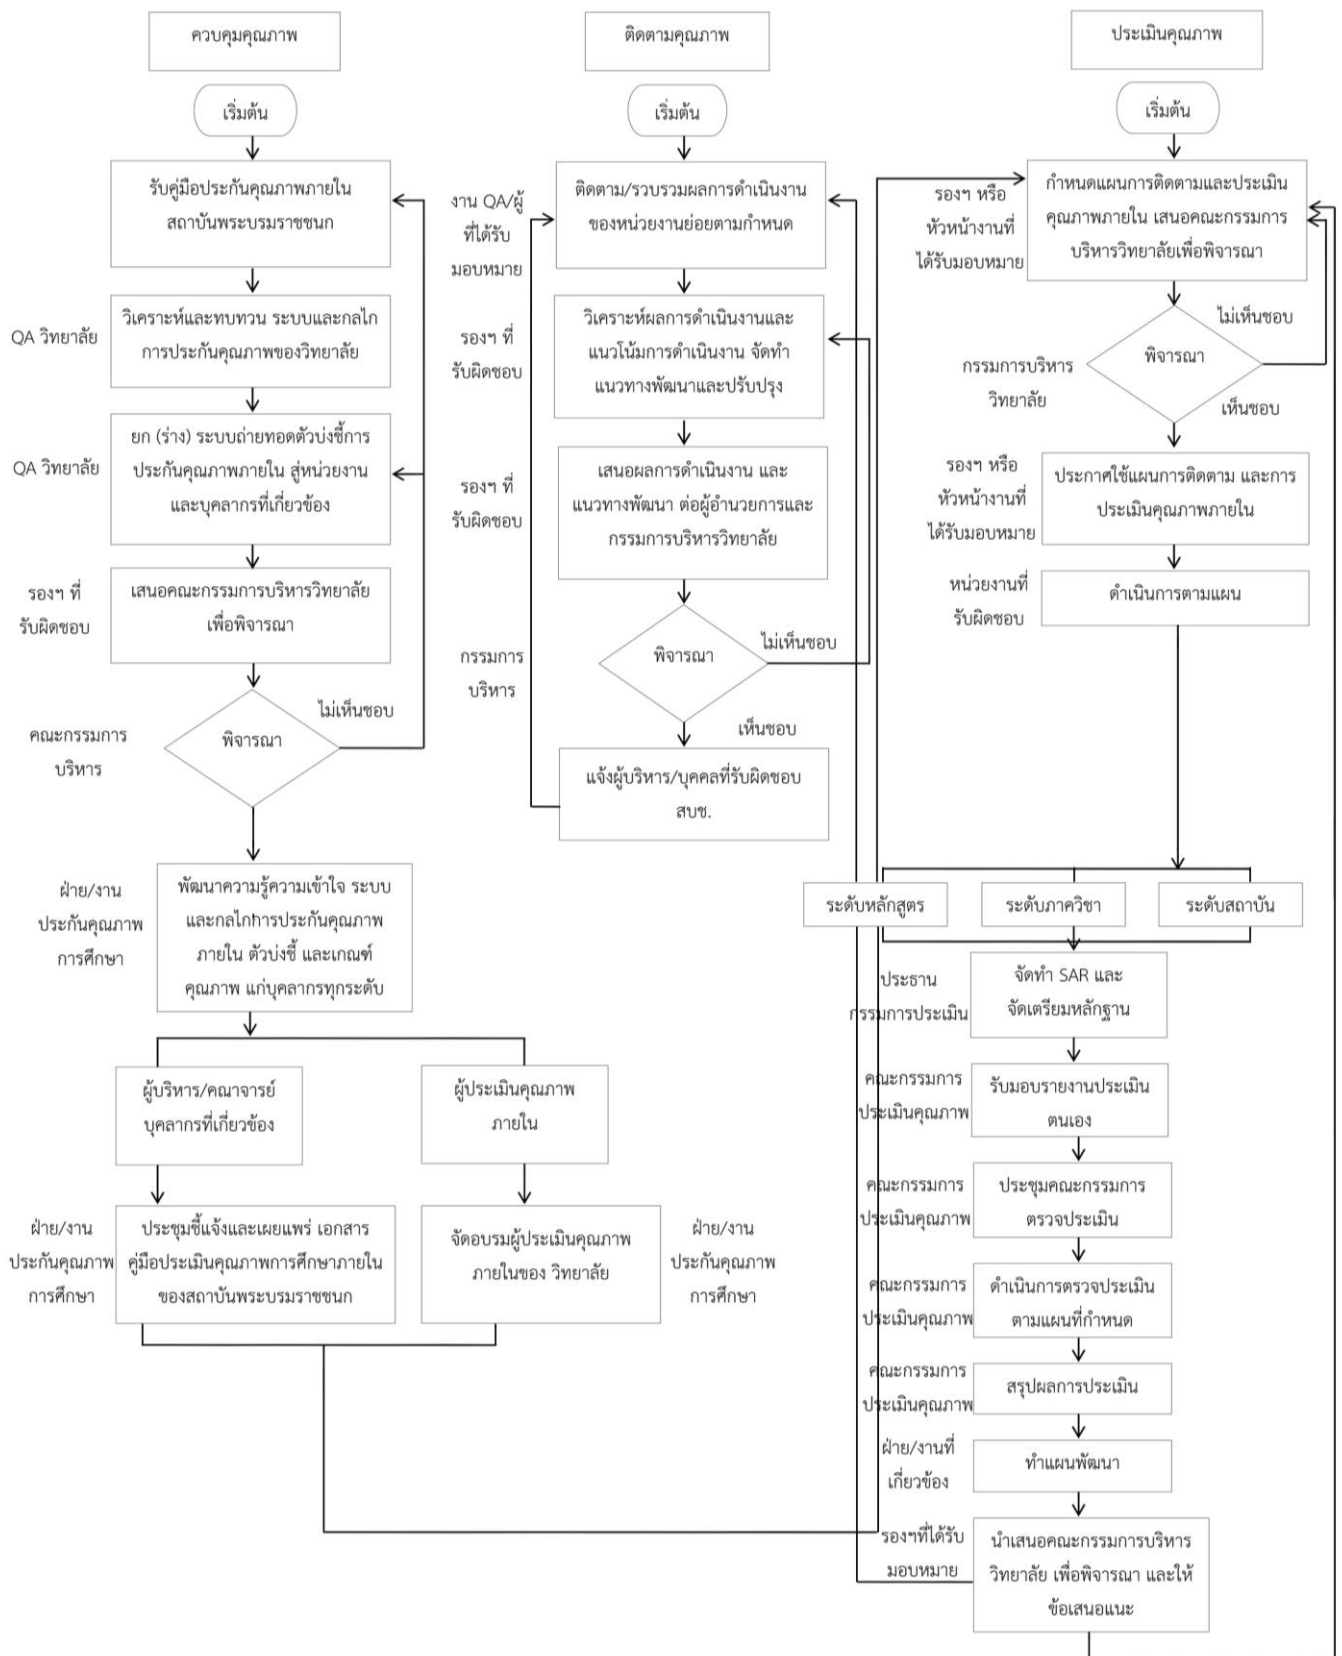 ควบคุมคุณภาพ
เริ่มต้น
รับคู่มือประกันคุณภาพภายใน
สถาบันพระบรมราชชนก
QA วิทยาลัย
วิเคราะห์และทบทวน ระบบและกลไก
การประกันคุณภาพของวิทยาลัย
QA วิทยาลัย
ยก (ร่าง) ระบบถ่ายทอดตัวบ่งชี้การ
ประกันคุณภาพภายใน สู่หน่วยงาน
และบุคลากรที่เกี่ยวข้อง
รองฯ ที่
รับผิดชอบ
เสนอคณะกรรมการบริหารวิทยาลัย
เพื่อพิจารณา
คณะกรรมการ
บริหาร
พิจารณา
ไม่เห็นชอบ
ฝ่าย/งาน
ประกันคุณภาพ
การศึกษา
พัฒนาความรู้ความเข้าใจ ระบบ
และกลไกการประกันคุณภาพ
ภายใน ตัวบ่งชี้ และเกณฑ์
คุณภาพ แก่บุคลากรทุกระดับ
ผู้บริหาร/คณาจารย์
บุคลากรที่เกี่ยวข้อง
ผู้ประเมินคุณภาพ
ภายใน
ฝ่าย/งาน
ประกันคุณภาพ
การศึกษา
ประชุมชี้แจ้งและเผยแพร่ เอกสาร
คู่มือประเมินคุณภาพการศึกษาภายใน
ของสถาบันพระบรมราชชนก
จัดอบรมผู้ประเมินคุณภาพ
ภายในของ วิทยาลัย
ฝ่าย/งาน
ประกันคุณภาพ
การศึกษา
ติดตามคุณภาพ
เริ่มต้น
งาน QA/ผู้
ที่ได้รับ
มอบหมาย
ติดตาม/รวบรวมผลการดำเนินงาน
ของหน่วยงานย่อยตามกำหนด
รองฯ ที่
รับผิดชอบ
วิเคราะห์ผลการดำเนินงานและ
แนวโน้มการดำเนินงาน จัดทำ
แนวทางพัฒนาและปรับปรุง
รองฯ ที่
รับผิดชอบ
เสนอผลการดำเนินงาน และ
แนวทางพัฒนา ต่อผู้อำนวยการและ
กรรมการบริหารวิทยาลัย
กรรมการ
บริหาร
พิจารณา
ไม่เห็นชอบ
เห็นชอบ
แจ้งผู้บริหาร/บุคคลที่รับผิดชอบ
สบช.
ประเมินคุณภาพ
เริ่มต้น
รองฯ หรือ
หัวหน้างานที่
ได้รับมอบหมาย
กำหนดแผนการติดตามและประเมิน
คุณภาพภายใน เสนอคณะกรรมการ
บริหารวิทยาลัยเพื่อพิจารณา
กรรมการบริหาร
วิทยาลัย
พิจารณา
ไม่เห็นชอบ
เห็นชอบ
รองฯ หรือ
หัวหน้างานที่
ได้รับมอบหมาย
ประกาศใช้แผนการติดตาม และการ
ประเมินคุณภาพภายใน
หน่วยงานที่
รับผิดชอบ
ดำเนินการตามแผน
ระดับหลักสูตร
ระดับภาควิชา
ระดับสถาบัน
ประธาน
กรรมการประเมิน
จัดทำ SAR และ
จัดเตรียมหลักฐาน
คณะกรรมการ
ประเมินคุณภาพ
รับมอบรายงานประเมิน
ตนเอง
คณะกรรมการ
ประเมินคุณภาพ
ประชุมคณะกรรมการ
ตรวจประเมิน
คณะกรรมการ
ประเมินคุณภาพ
ดำเนินการตรวจประเมิน
ตามแผนที่กำหนด
คณะกรรมการ
ประเมินคุณภาพ
สรุปผลการประเมิน
ฝ่าย/งานที่
เกี่ยวข้อง
ทำแผนพัฒนา
รองฯที่ได้รับ
มอบหมาย
นำเสนอคณะกรรมการบริหาร
วิทยาลัย เพื่อพิจารณา และให้
ข้อเสนอแนะ